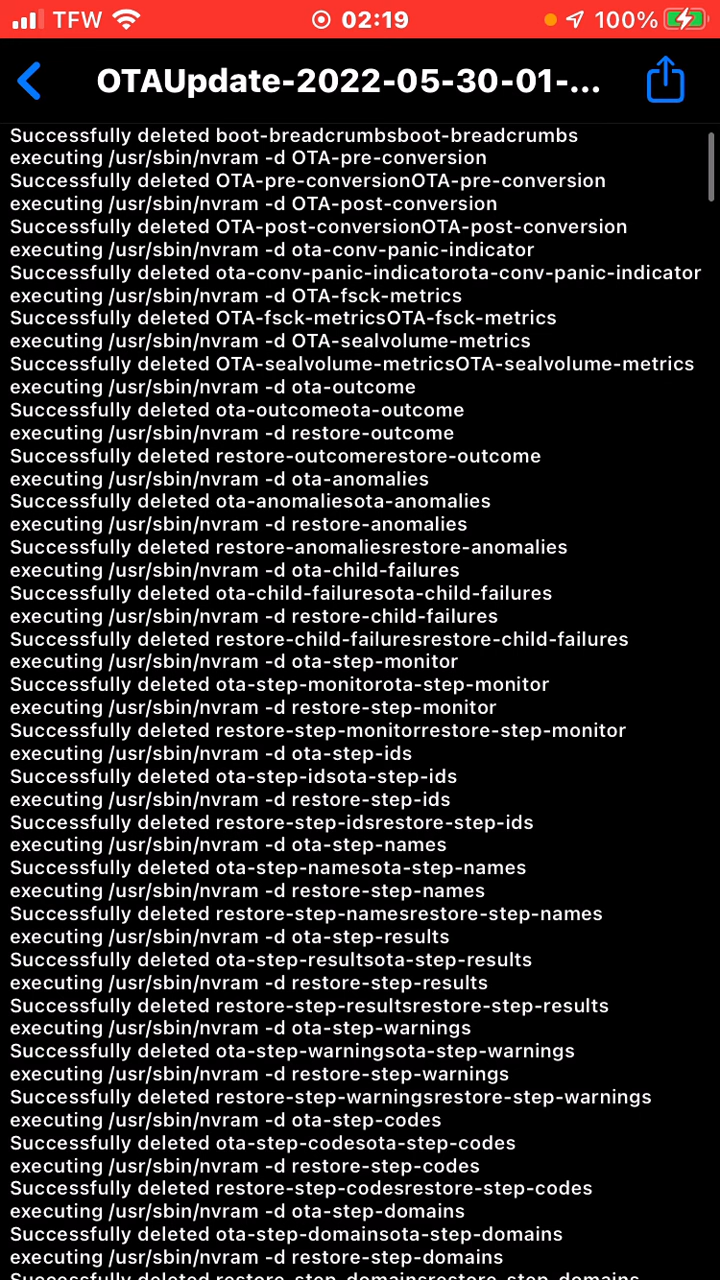 TFW 02:19 100%
OTAUpdate-2022-05-30-01-...
Successfully deleted boot-breadcrumbsboot-breadcrumbs
executing /usr/sbin/nvram -d OTA-pre-conversion
Successfully deleted OTA-pre-conversionOTA-pre-conversion
executing /usr/sbin/nvram -d OTA-post-conversion
Successfully deleted OTA-post-conversionOTA-post-conversion
executing /usr/sbin/nvram -d ota-conv-panic-indicator
Successfully deleted ota-conv-panic-indicatorota-conv-panic-indicator
executing /usr/sbin/nvram -d OTA-fsck-metrics
Successfully deleted OTA-fsck-metricsOTA-fsck-metrics
executing /usr/sbin/nvram -d OTA-sealvolume-metrics
Successfully deleted OTA-sealvolume-metricsOTA-sealvolume-metrics
executing /usr/sbin/nvram -d ota-outcome
Successfully deleted ota-outcomeota-outcome
executing /usr/sbin/nvram -d restore-outcome
Successfully deleted restore-outcomerestore-outcome
executing /usr/sbin/nvram -d ota-anomalies
Successfully deleted ota-anomaliesota-anomalies
executing /usr/sbin/nvram -d restore-anomalies
Successfully deleted restore-anomaliesrestore-anomalies
executing /usr/sbin/nvram -d ota-child-failures
Successfully deleted ota-child-failuresota-child-failures
executing /usr/sbin/nvram -d restore-child-failures
Successfully deleted restore-child-failuresrestore-child-failures
executing /usr/sbin/nvram -d ota-step-monitor
Successfully deleted ota-step-monitorota-step-monitor
executing /usr/sbin/nvram -d restore-step-monitor
Successfully deleted restore-step-monitorrestore-step-monitor
executing /usr/sbin/nvram -d ota-step-ids
Successfully deleted ota-step-idsota-step-ids
executing /usr/sbin/nvram -d restore-step-ids
Successfully deleted restore-step-idsrestore-step-ids
executing /usr/sbin/nvram -d ota-step-names
Successfully deleted ota-step-namesota-step-names
executing /usr/sbin/nvram -d restore-step-names
Successfully deleted restore-step-namesrestore-step-names
executing /usr/sbin/nvram -d ota-step-results
Successfully deleted ota-step-resultsota-step-results
executing /usr/sbin/nvram -d restore-step-results
Successfully deleted restore-step-resultsrestore-step-results
executing /usr/sbin/nvram -d ota-step-warnings
Successfully deleted ota-step-warningsota-step-warnings
executing /usr/sbin/nvram -d restore-step-warnings
Successfully deleted restore-step-warningsrestore-step-warnings
executing /usr/sbin/nvram -d ota-step-codes
Successfully deleted ota-step-codesota-step-codes
executing /usr/sbin/nvram -d restore-step-codes
Successfully deleted restore-step-codesrestore-step-codes
executing /usr/sbin/nvram -d ota-step-domains
Successfully deleted ota-step-domainsota-step-domains
executing /usr/sbin/nvram -d restore-step-domains
Successfully deleted restore-step-domainsrestore-step-domains